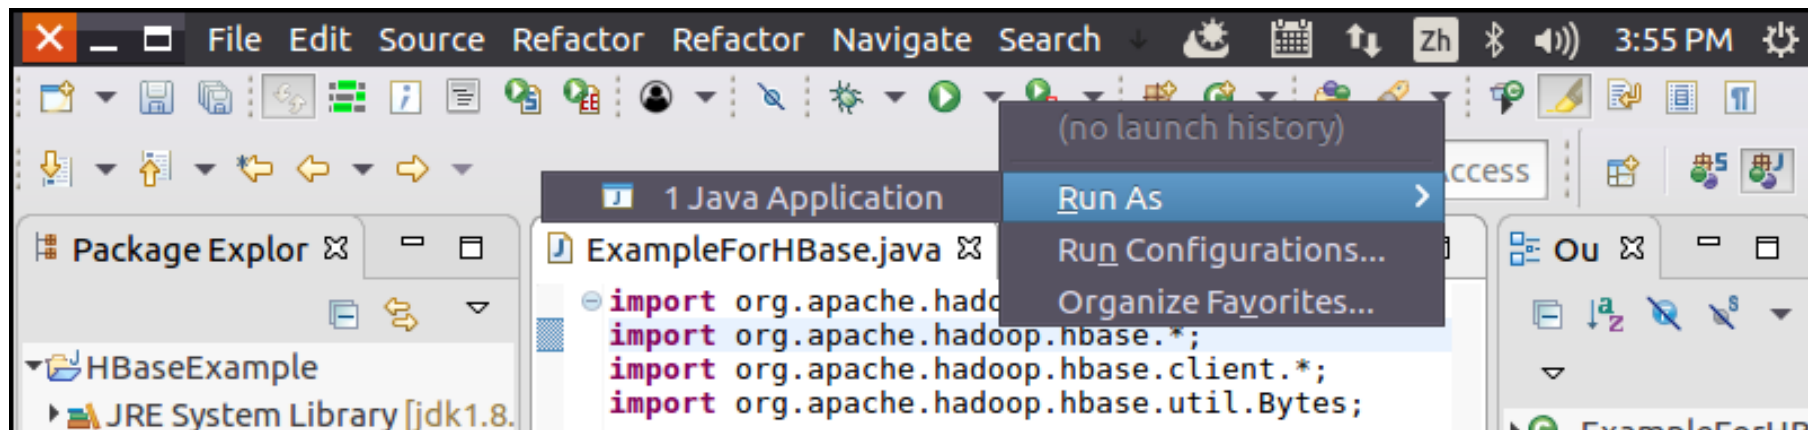 File Edit Source Refactor Refactor Navigate Search Zh 3:55 PM
(no launch history)
1 Java Application
Run As
Run Configurations...
Organize Favorites...
Package Explor
ExampleForHBase.java
Ou
import org.apache.hado
import org.apache.hadoop.hbase.*;
import org.apache.hadoop.hbase.client.*;
import org.apache.hadoop.hbase.util.Bytes;
HBaseExample
JRE System Library [jdk1.8.